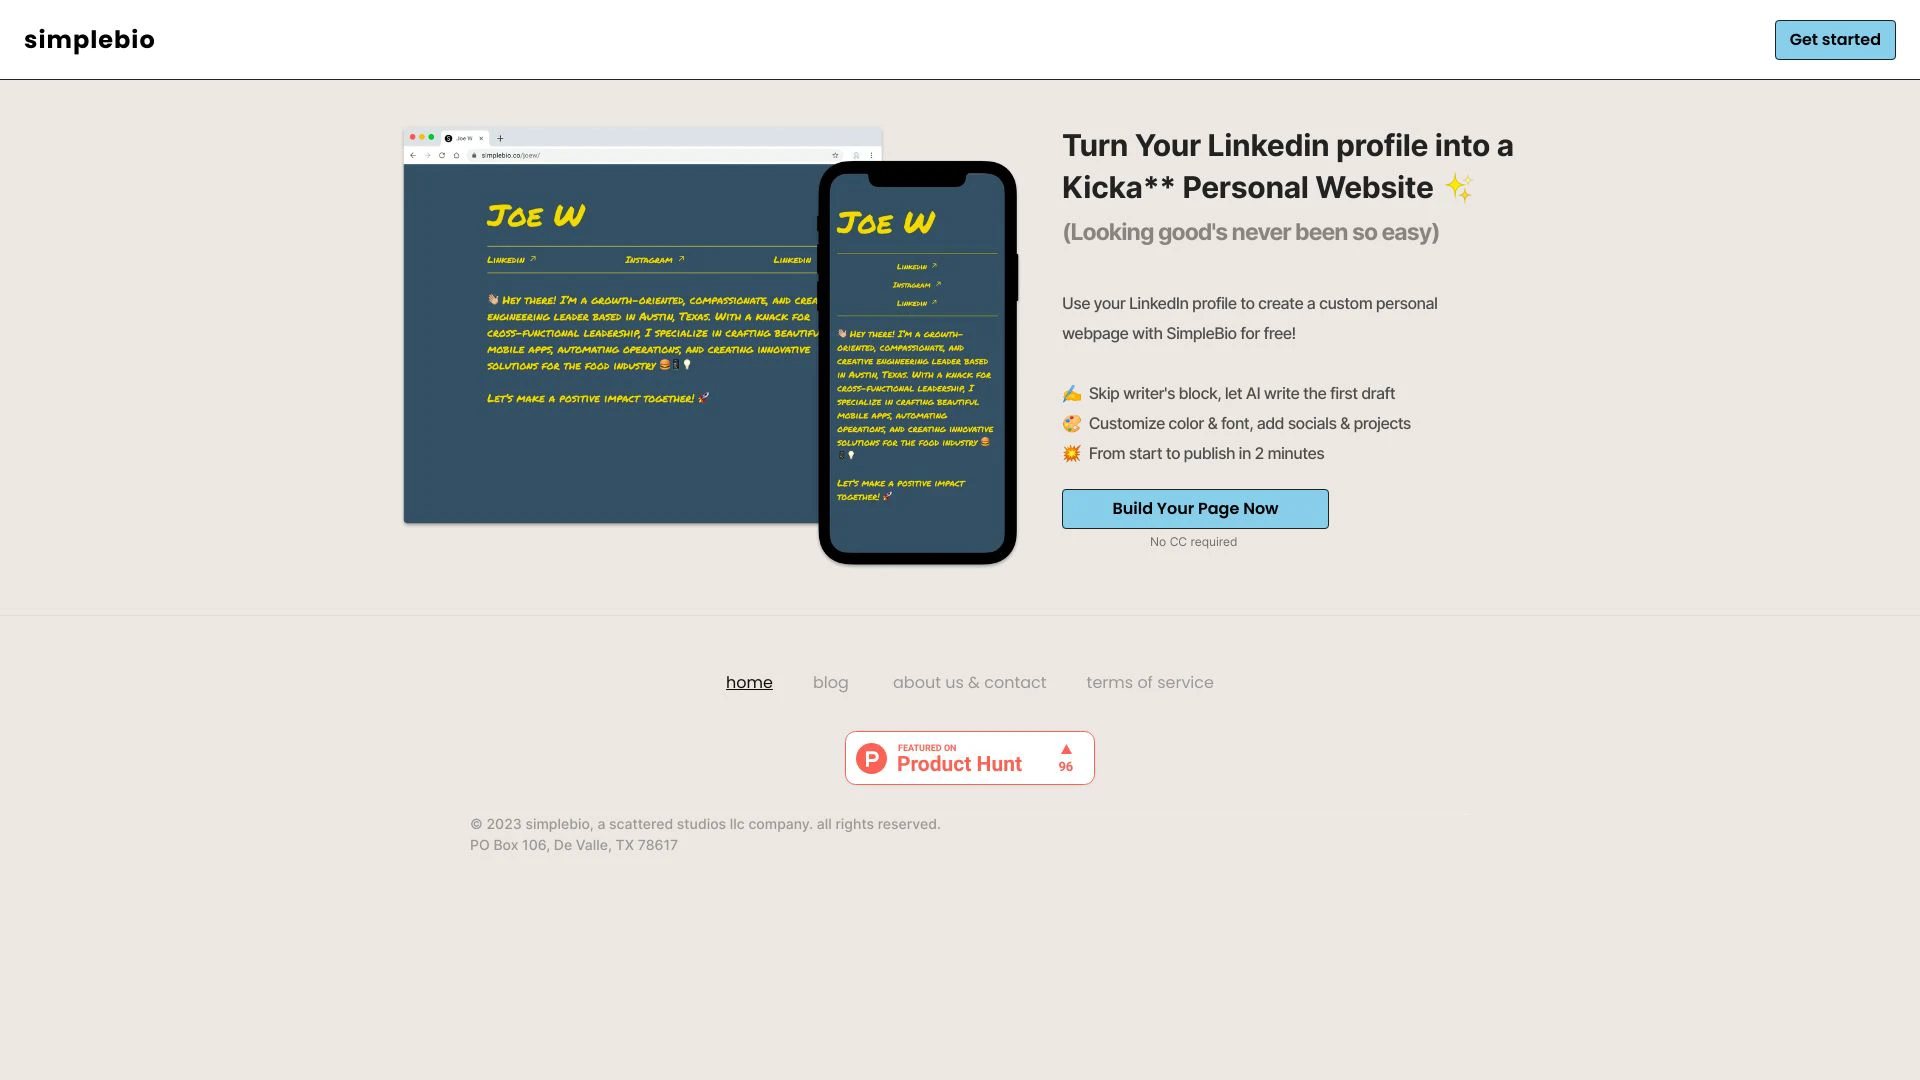 simplebio
Get started
Joe W
simplebio.co/joew/
Joe W
Linkedin ↗ Instagram ↗ Linkedin
👋🏼 Hey there! I'm a growth-oriented, compassionate, and crea
engineering leader based in Austin, Texas. With a knack for
cross-functional leadership, I specialize in crafting beautifu
mobile apps, automating operations, and creating innovative
solutions for the food industry 🍔📱💡
Let's make a positive impact together! 🚀
Joe W
Linkedin ↗
Instagram ↗
Linkedin ↗
👋🏼 Hey there! I'm a growth-
oriented, compassionate, and
creative engineering leader based
in Austin, Texas. With a knack for
cross-functional leadership, I
specialize in crafting beautiful
mobile apps, automating
operations, and creating innovative
solutions for the food industry 🍔
📱💡
Let's make a positive impact
together! 🚀
Turn Your Linkedin profile into a
Kicka** Personal Website ✨
(Looking good's never been so easy)
Use your LinkedIn profile to create a custom personal
webpage with SimpleBio for free!
✍️ Skip writer's block, let AI write the first draft
🎨 Customize color & font, add socials & projects
💥 From start to publish in 2 minutes
Build Your Page Now
No CC required
home blog about us & contact terms of service
P
FEATURED ON
Product Hunt
▲
96
© 2023 simplebio, a scattered studios llc company. all rights reserved.
PO Box 106, De Valle, TX 78617